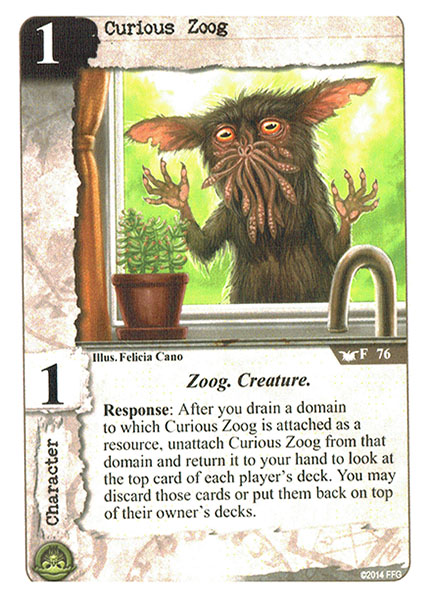 1
Curious Zoog
Illus. Felicia Cano
F 76
1
Character
Zoog. Creature.
Response: After you drain a domain
to which Curious Zoog is attached as a
resource, unattach Curious Zoog from that
domain and return it to your hand to look at
the top card of each player's deck. You may
discard those cards or put them back on top
of their owner's decks.
©2014 FFG